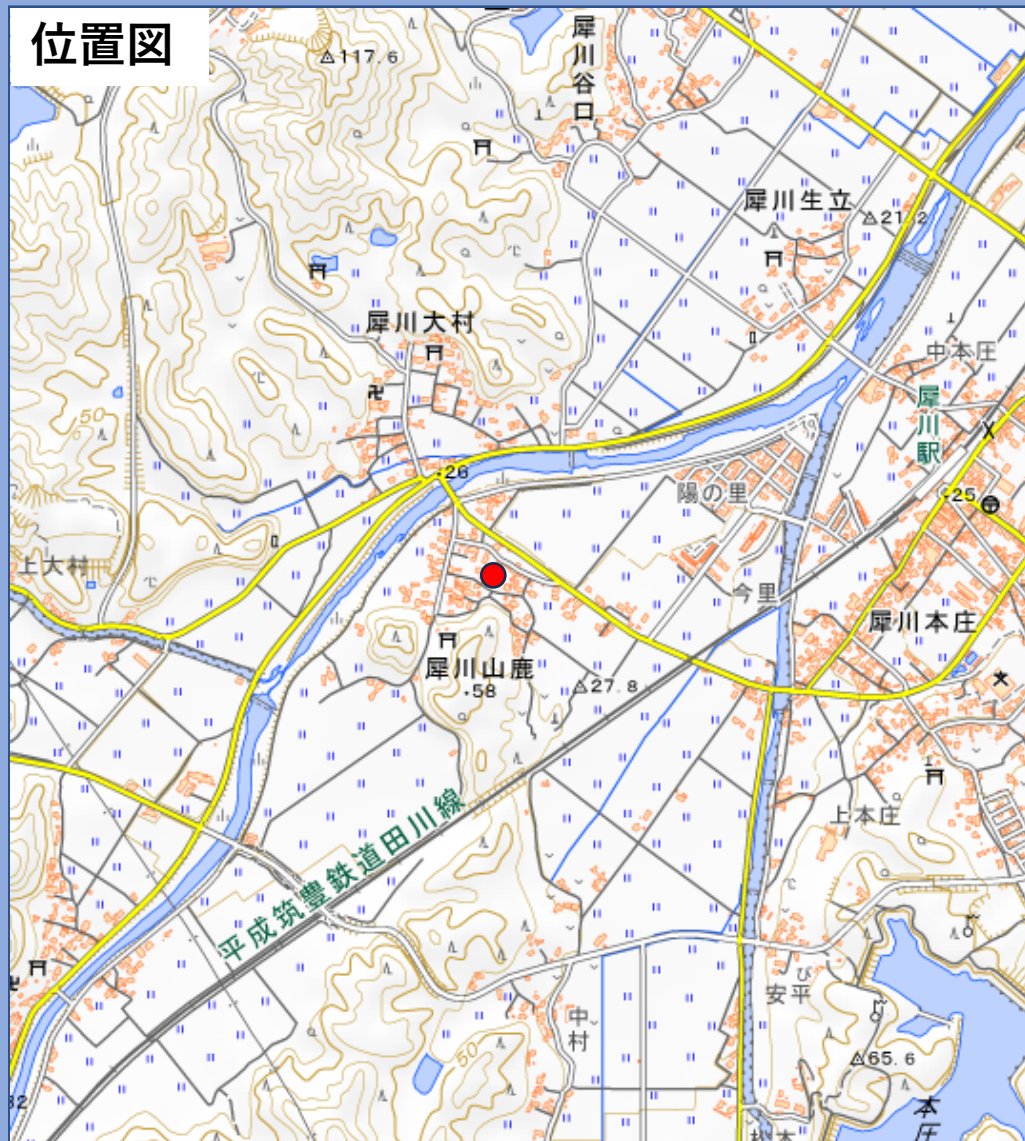 位置図
117.6
犀川谷口
犀川生立
21.2
犀川大村
中本庄
犀川駅
26
陽の里
25
上大村
今里
犀川本庄
犀川山鹿
58
27.8
50
上本庄
平成筑豊鉄道田川線
安平
び
中村
50
65.6
本庄
32